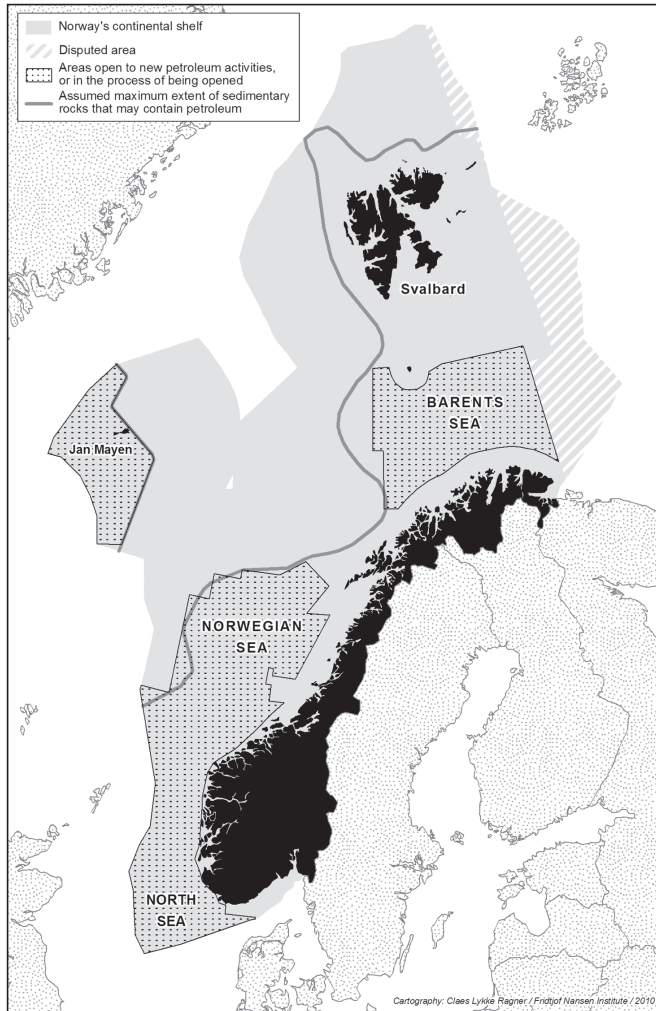 Norway's continental shelf
Disputed area
Areas open to new petroleum activities,
or in the process of being opened
Assumed maximum extent of sedimentary
rocks that may contain petroleum
Svalbard
BARENTS
SEA
Jan Mayen
NORWEGIAN
SEA
NORTH
SEA
Cartography: Claes Lykke Ragner / Fridtjof Nansen Institute / 2010